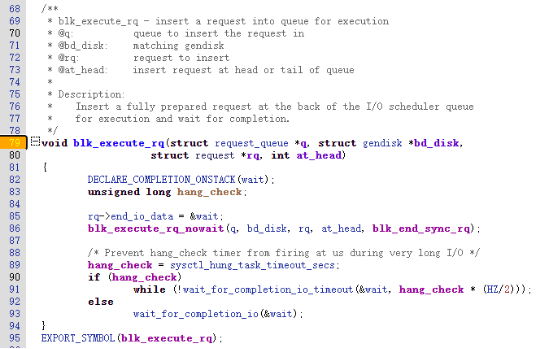 68 /**
69 * blk_execute_rq - insert a request into queue for execution
70 * @q: queue to insert the request in
71 * @bd_disk: matching gendisk
72 * @rq: request to insert
73 * @at_head: insert request at head or tail of queue
74 *
75 * Description:
76 * Insert a fully prepared request at the back of the I/O scheduler queue
77 * for execution and wait for completion.
78 */
79 void blk_execute_rq(struct request_queue *q, struct gendisk *bd_disk,
80 struct request *rq, int at_head)
81 {
82 DECLARE_COMPLETION_ONSTACK(wait);
83 unsigned long hang_check;
84
85 rq->end_io_data = &wait;
86 blk_execute_rq_nowait(q, bd_disk, rq, at_head, blk_end_sync_rq);
87
88 /* Prevent hang_check timer from firing at us during very long I/O */
89 hang_check = sysctl_hung_task_timeout_secs;
90 if (hang_check)
91 while (!wait_for_completion_io_timeout(&wait, hang_check * (HZ/2)));
92 else
93 wait_for_completion_io(&wait);
94 }
95 EXPORT_SYMBOL(blk_execute_rq);